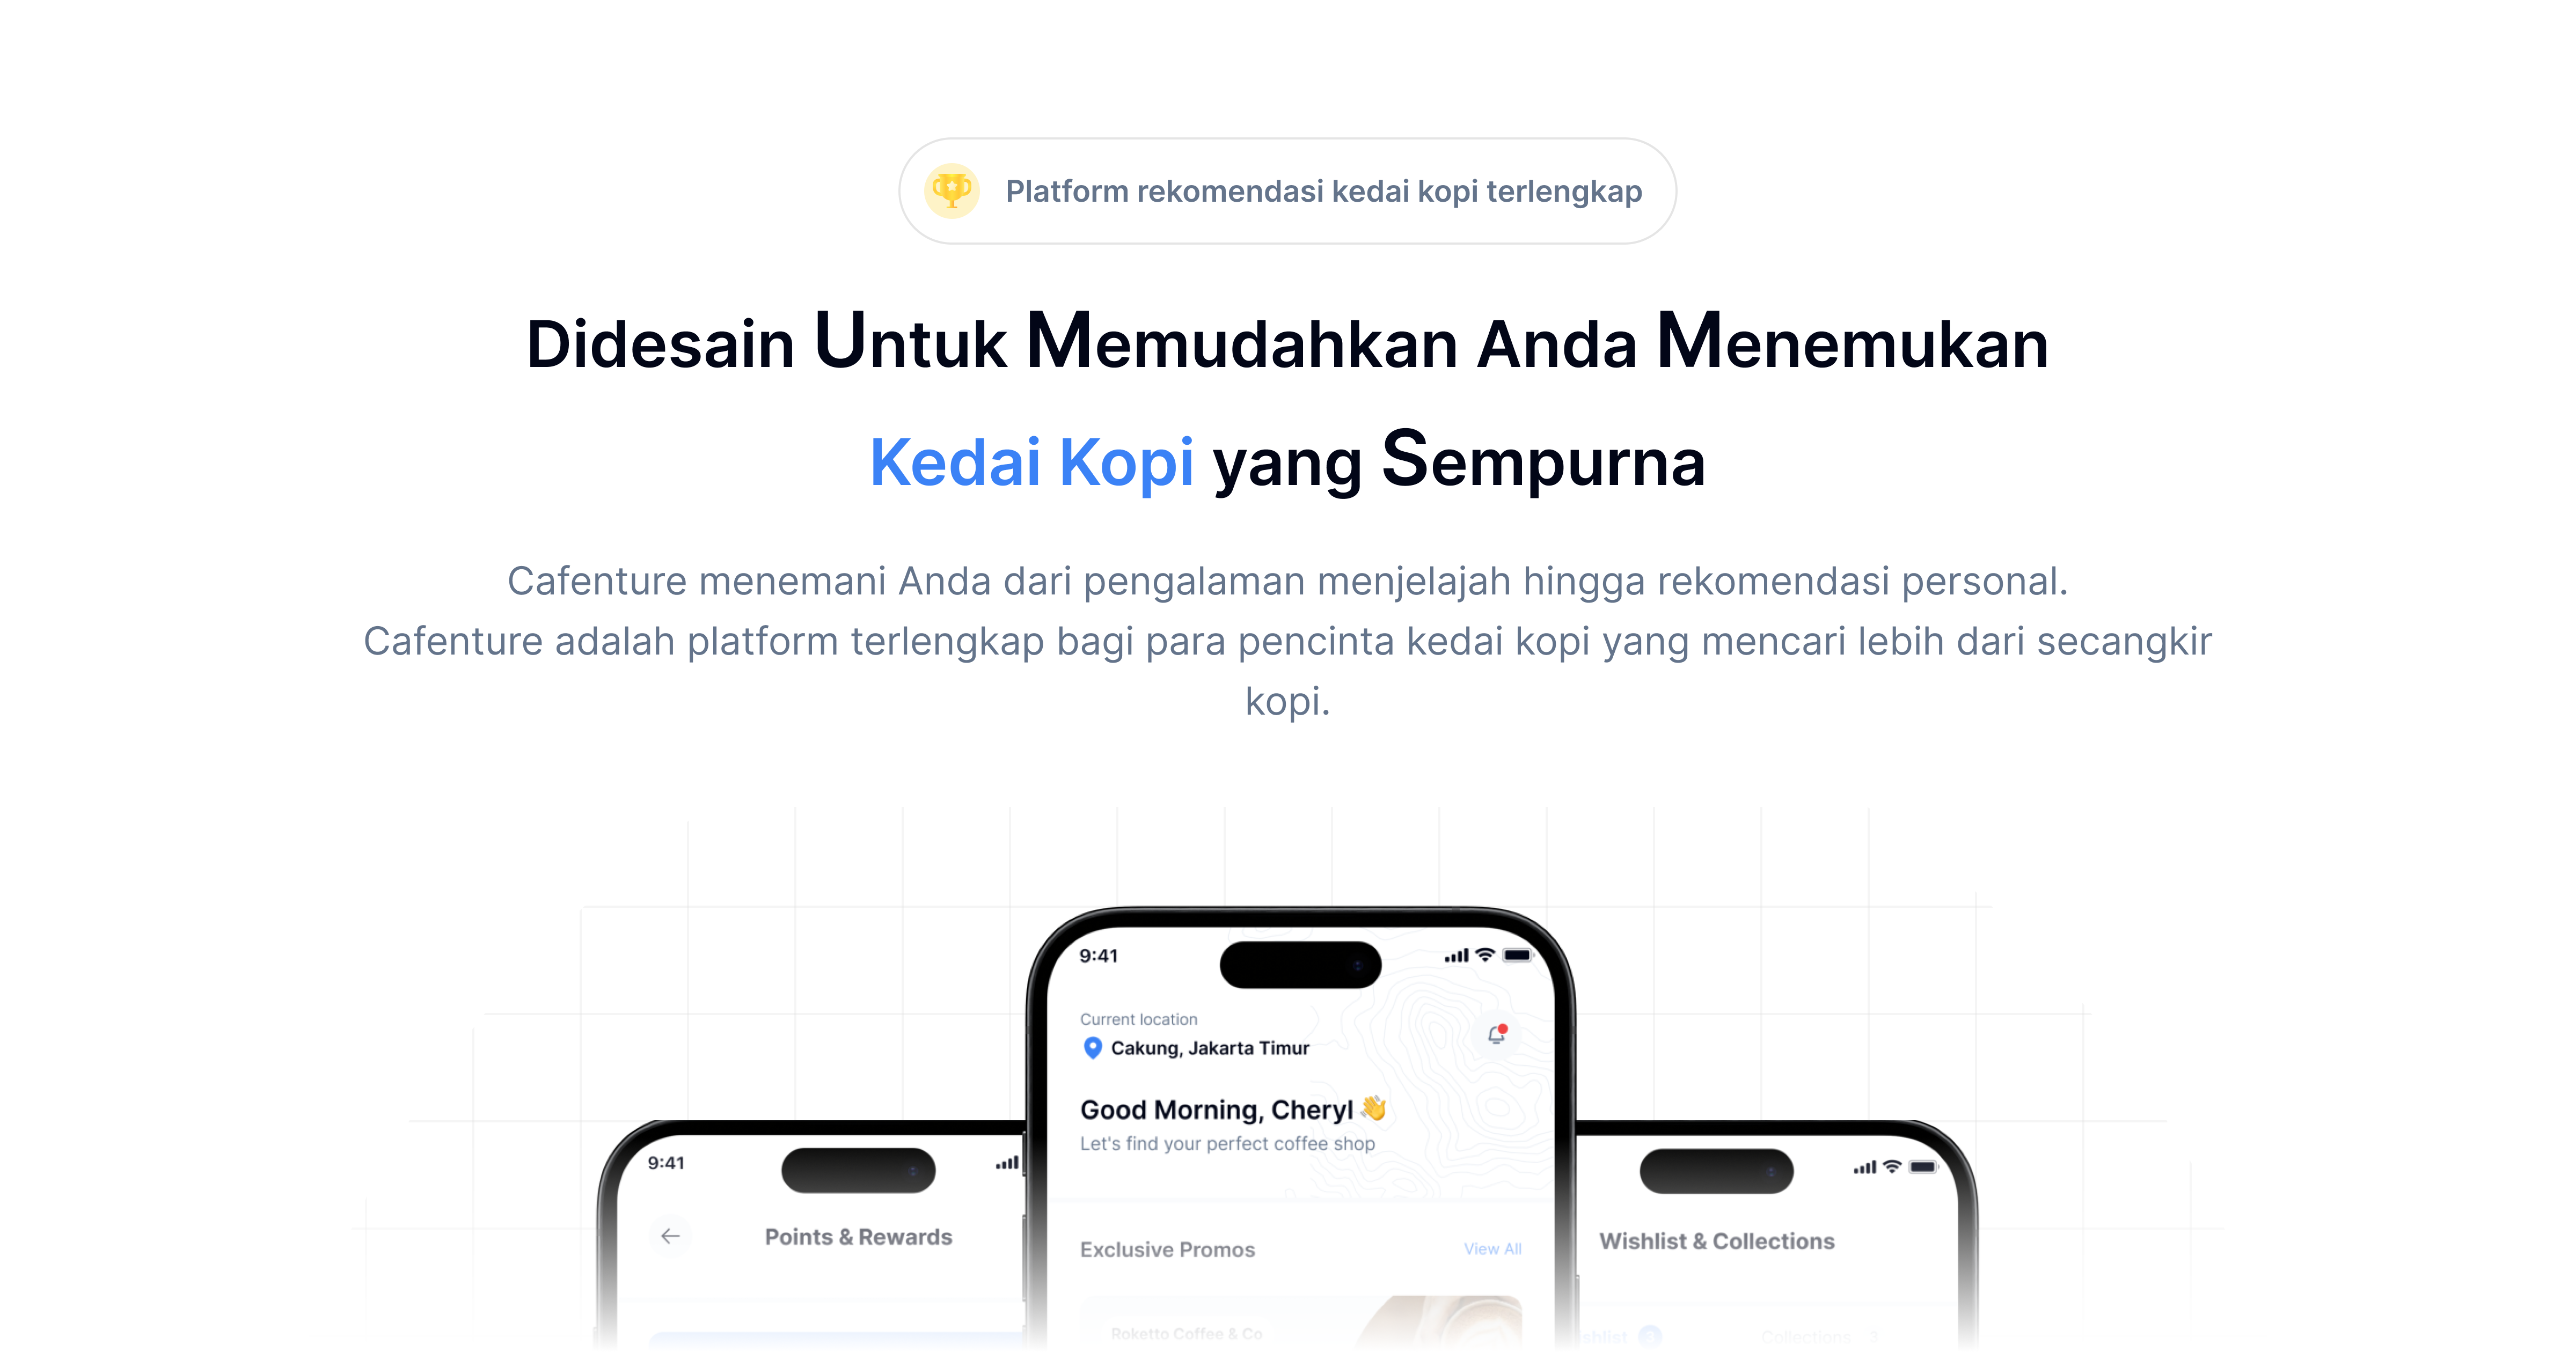 Platform rekomendasi kedai kopi terlengkap
Didesain Untuk Memudahkan Anda Menemukan
Kedai Kopi yang Sempurna
Cafenture menemani Anda dari pengalaman menjelajah hingga rekomendasi personal.
Cafenture adalah platform terlengkap bagi para pencinta kedai kopi yang mencari lebih dari secangkir
kopi.
9:41
Current location
Cakung, Jakarta Timur
Good Morning, Cheryl 👋
Let's find your perfect coffee shop
Exclusive Promos
View All
Roketto Coffee & Co
9:41
Points & Rewards
Wishlist & Collections
shlist 3
Collections 3